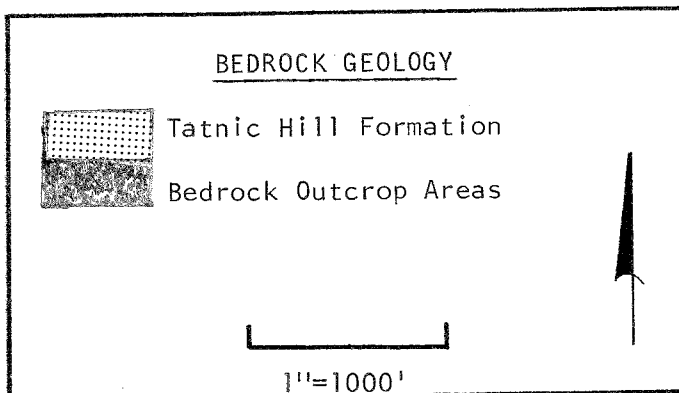 BEDROCK GEOLOGY
Tatnic Hill Formation
Bedrock Outcrop Areas
1"=1000'